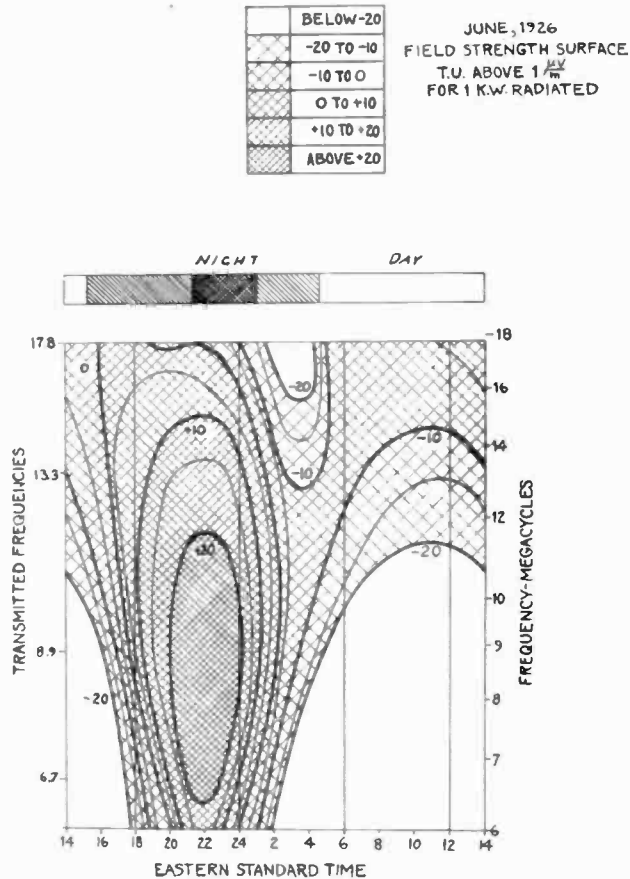 BELOW -20
-20 TO -10
-10 TO 0
0 TO +10
+10 TO +20
ABOVE +20
JUNE, 1926
FIELD STRENGTH SURFACE
T.U. ABOVE 1 μV/m
FOR 1 K.W. RADIATED
NIGHT DAY
17.8
13.3
8.9
6.7
TRANSMITTED FREQUENCIES
0
+10
+20
-20
-20
-10
-10
-20
18
16
14
12
10
9
8
7
6
FREQUENCY-MEGACYCLES
14 16 18 20 22 24 2 4 6 8 10 12 14
EASTERN STANDARD TIME